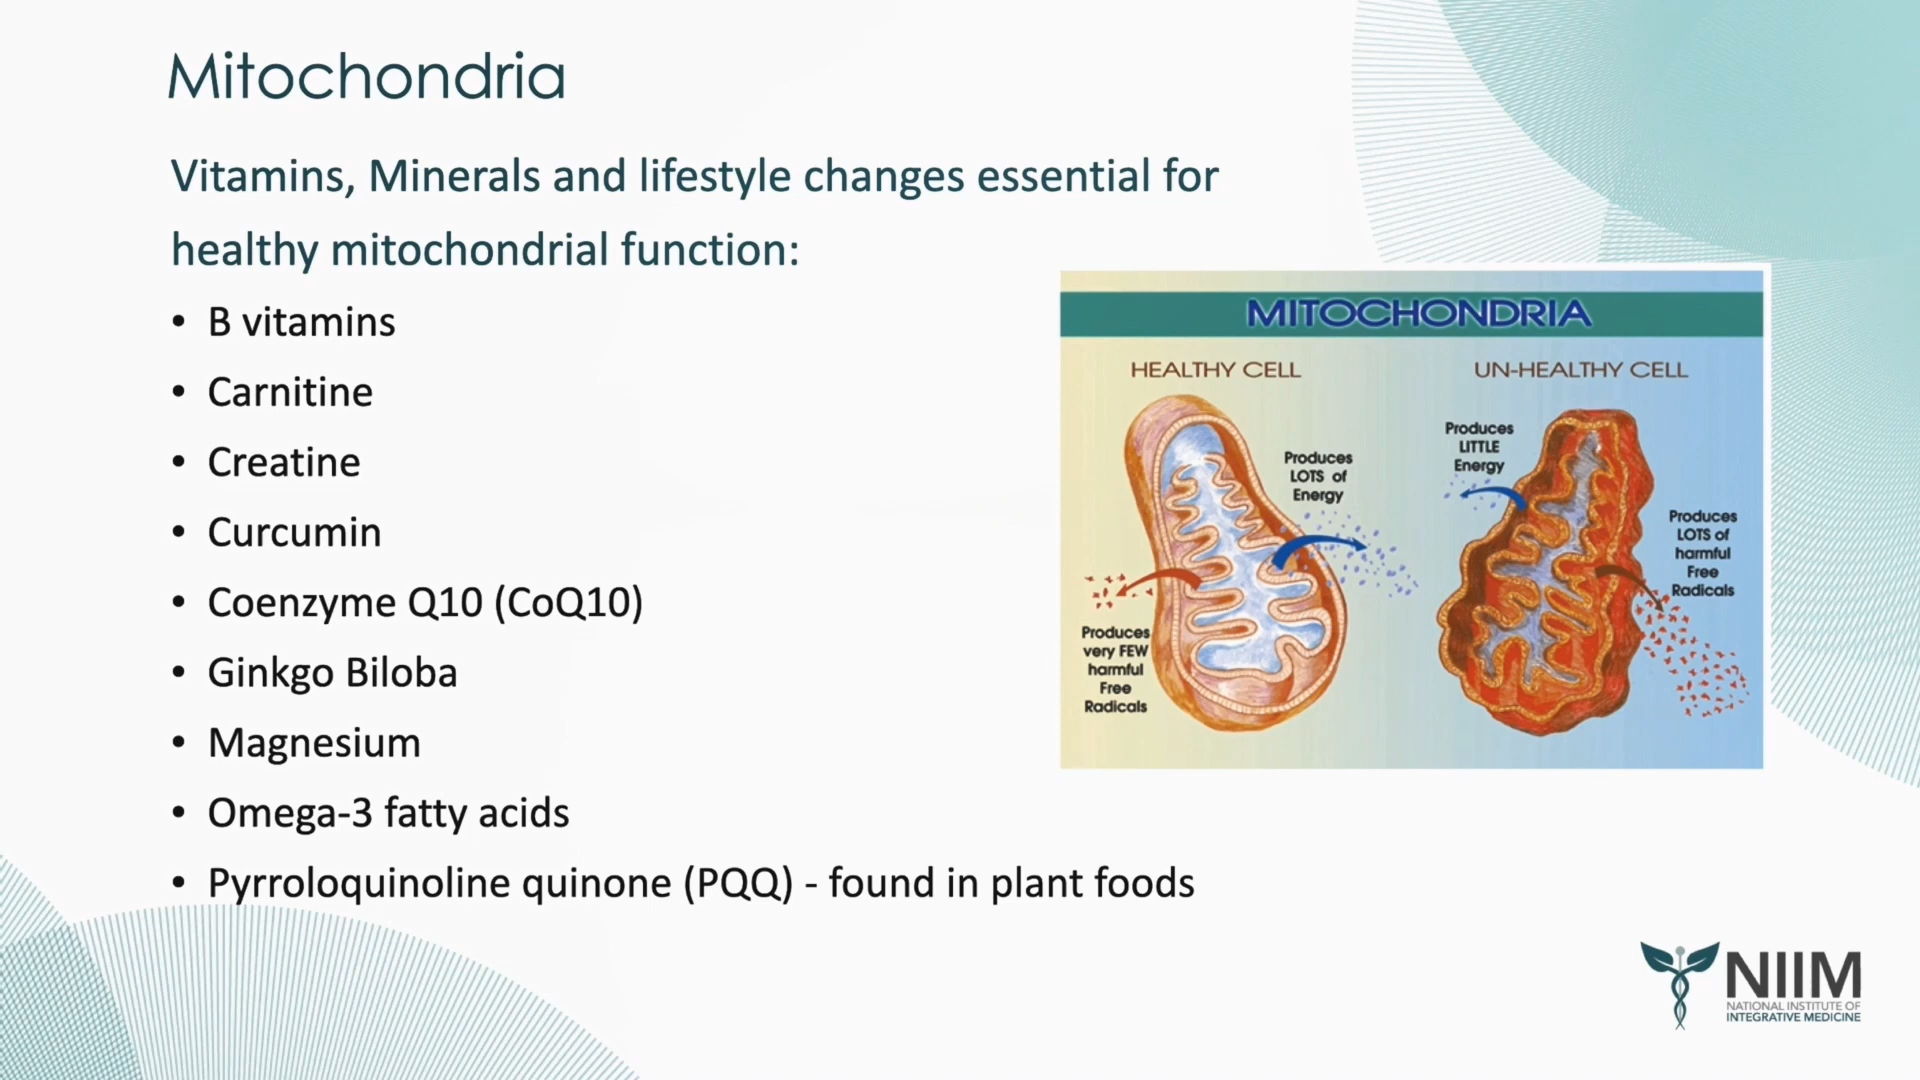 Mitochondria
Vitamins, Minerals and lifestyle changes essential for
healthy mitochondrial function:
• B vitamins
• Carnitine
• Creatine
• Curcumin
• Coenzyme Q10 (CoQ10)
• Ginkgo Biloba
• Magnesium
• Omega-3 fatty acids
• Pyrroloquinoline quinone (PQQ) - found in plant foods
MITOCHONDRIA
HEALTHY CELL
Produces
LOTS of
Energy
Produces
very FEW
harmful
Free
Radicals
UN-HEALTHY CELL
Produces
LITTLE
Energy
Produces
LOTS of
harmful
Free
Radicals
NIIM
NATIONAL INSTITUTE OF
INTEGRATIVE MEDICINE